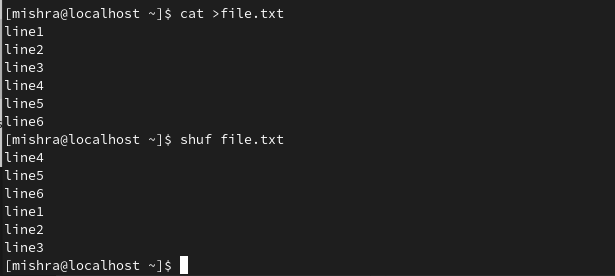 [mishra@localhost ~]$ cat >file.txt
line1
line2
line3
line4
line5
line6
[mishra@localhost ~]$ shuf file.txt
line4
line5
line6
line1
line2
line3
[mishra@localhost ~]$